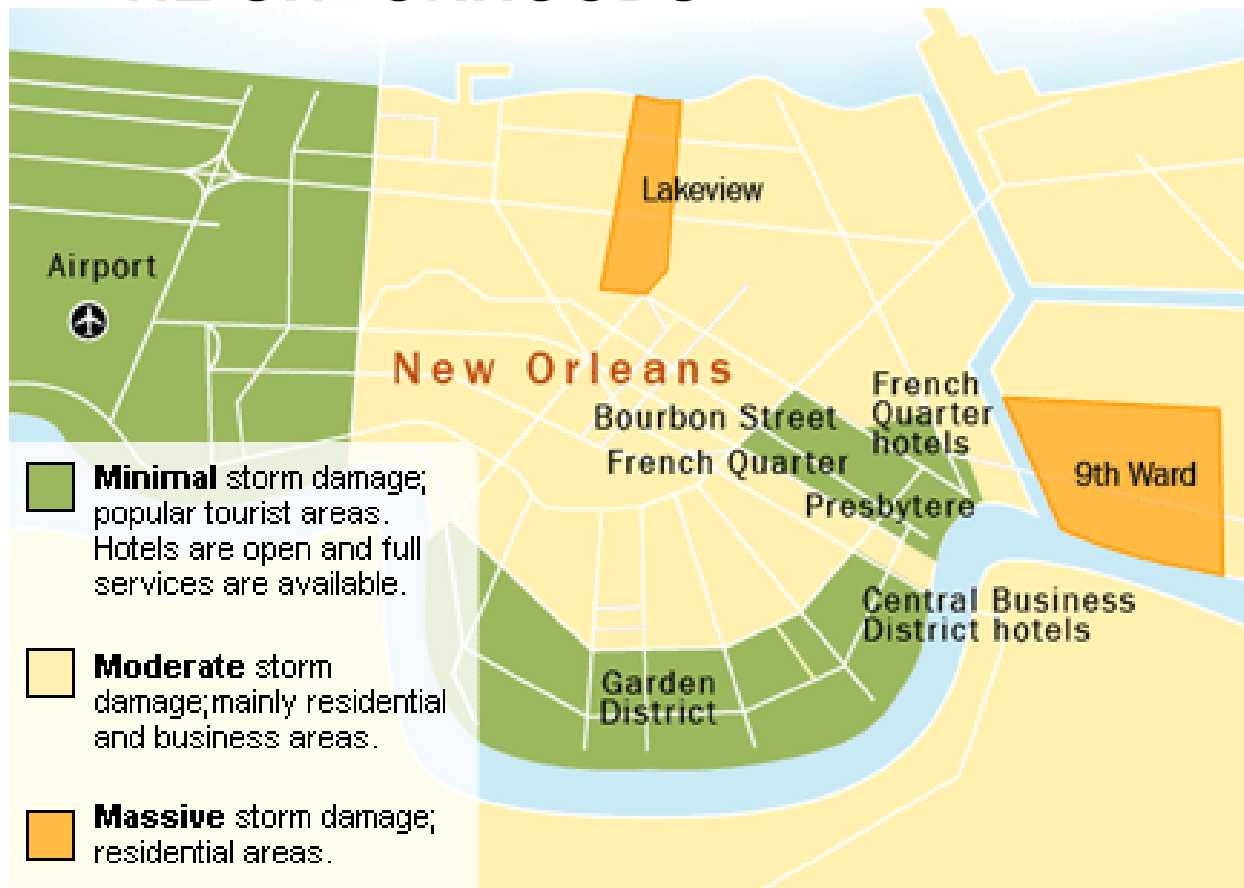 Lakeview
Airport
New Orleans
French
Quarter
hotels
Bourbon Street
French Quarter
9th Ward
Presbytere
Central Business
District hotels
Garden
District
Minimal storm damage;
popular tourist areas.
Hotels are open and full
services are available.
Moderate storm
damage;mainly residential
and business areas.
Massive storm damage;
residential areas.